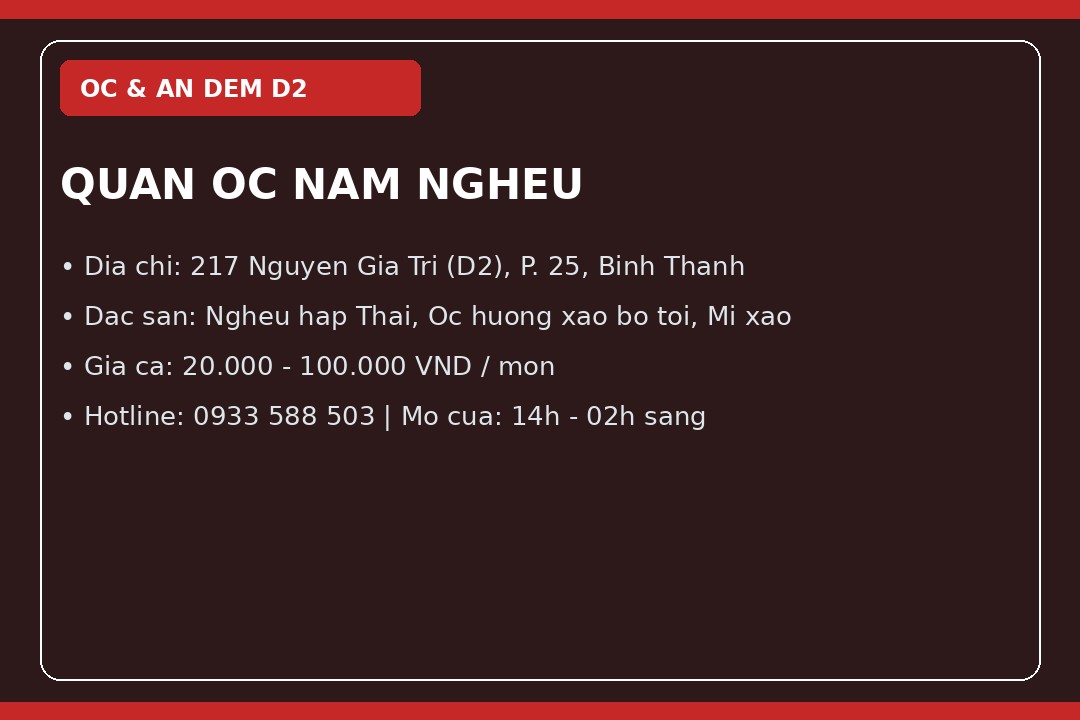 OC & AN DEM D2
QUAN OC NAM NGHEU
• Dia chi: 217 Nguyen Gia Tri (D2), P. 25, Binh Thanh
• Dac san: Ngheu hap Thai, Oc huong xao bo toi, Mi xao
• Gia ca: 20.000 - 100.000 VND / mon
• Hotline: 0933 588 503 | Mo cua: 14h - 02h sang